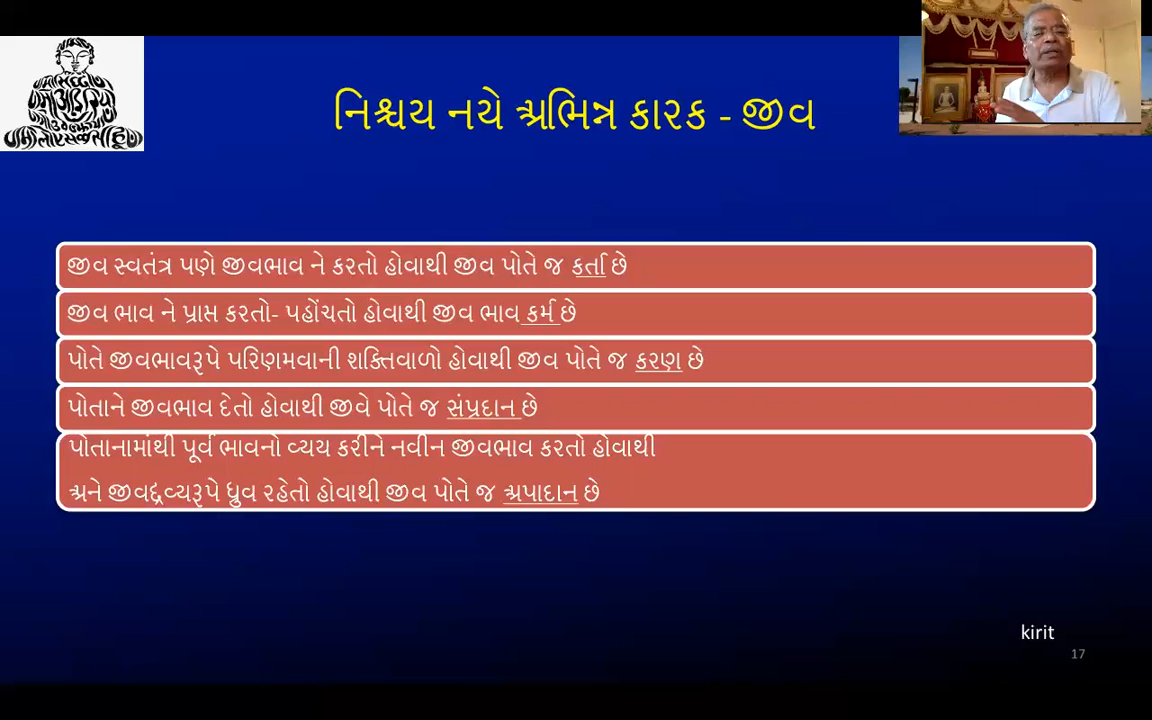 નિશ્ચય નયે અભિન્ન કારક - જીવ
જીવ સ્વતંત્ર પણે જીવભાવ ને કરતો હોવાથી જીવ પોતે જ કર્તા છે
જીવ ભાવ ને પ્રાપ્ત કરતો- પહોંચતો હોવાથી જીવ ભાવ કર્મ છે
પોતે જીવભાવરૂપે પરિણમવાની શક્તિવાળો હોવાથી જીવ પોતે જ કરણ છે
પોતાને જીવભાવ દેતો હોવાથી જીવે પોતે જ સંપ્રદાન છે
પોતાનામાંથી પૂર્વ ભાવનો વ્યય કરીને નવીન જીવભાવ કરતો હોવાથી
અને જીવદ્રવ્યરૂપે ધ્રુવ રહેતો હોવાથી જીવ પોતે જ અપાદાન છે
kirit
17